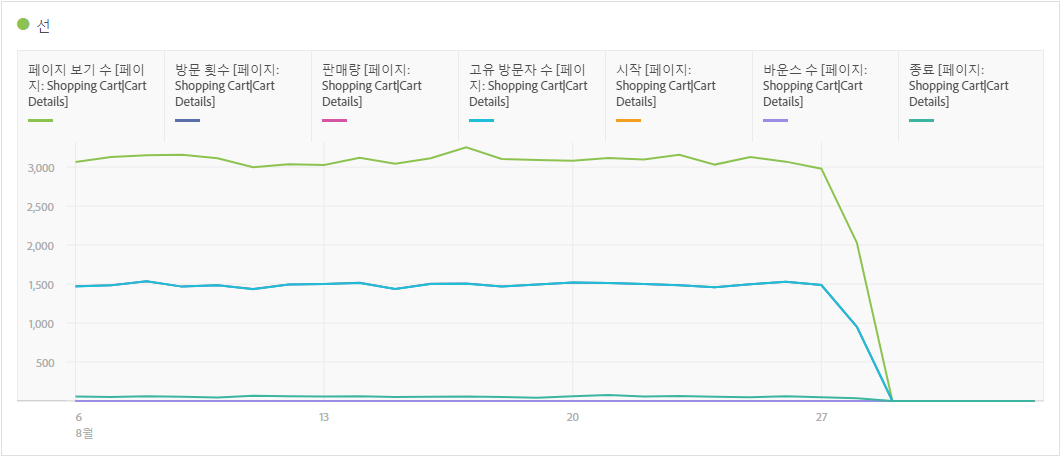 선
페이지 보기 수 [페이
지: Shopping Cart|Cart
Details]
방문 횟수 [페이지:
Shopping Cart|Cart
Details]
판매량 [페이지:
Shopping Cart|Cart
Details]
고유 방문자 수 [페이
지: Shopping Cart|Cart
Details]
시작 [페이지:
Shopping Cart|Cart
Details]
바운스 수 [페이지:
Shopping Cart|Cart
Details]
종료 [페이지:
Shopping Cart|Cart
Details]
3,000
2,500
2,000
1,500
1,000
500
6 13 20 27
8월